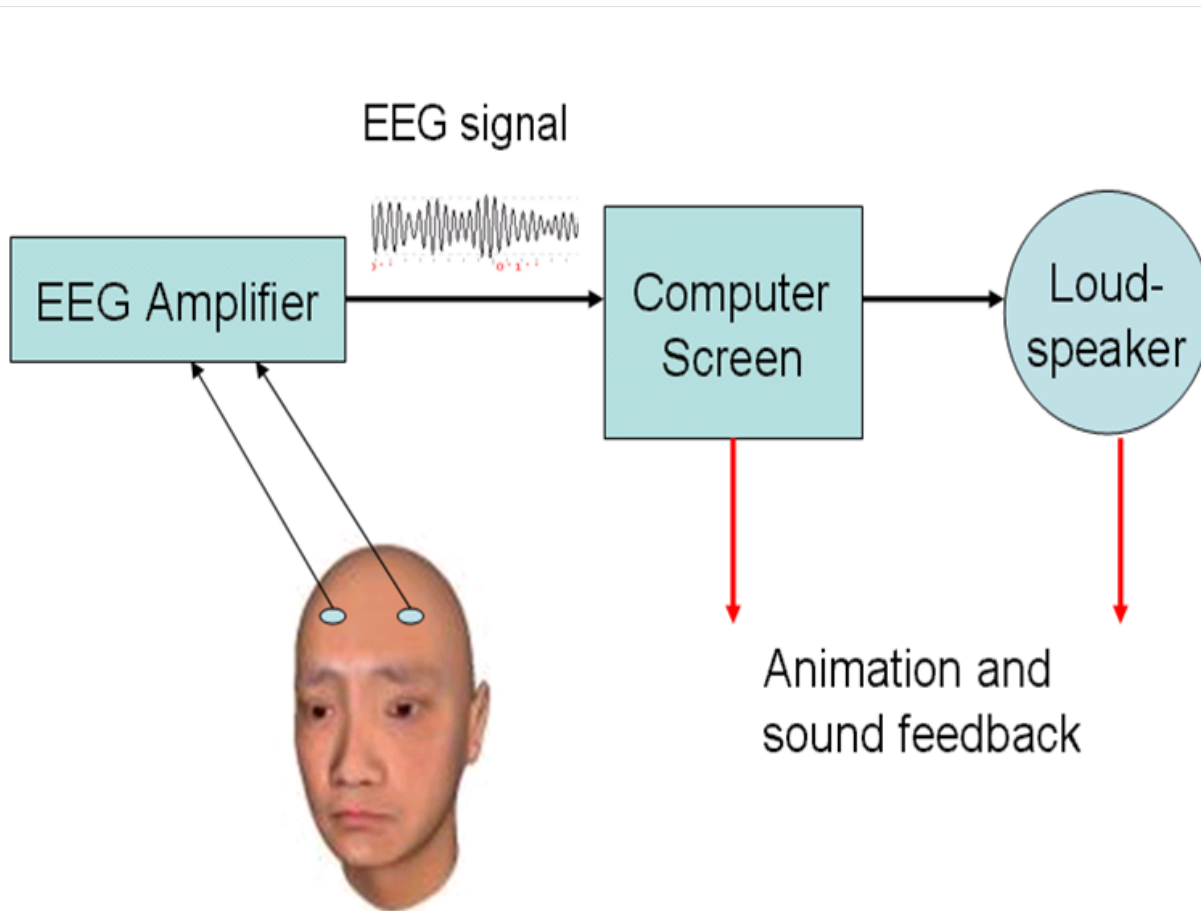 EEG signal
EEG Amplifier
Computer
Screen
Loud-
speaker
Animation and
sound feedback